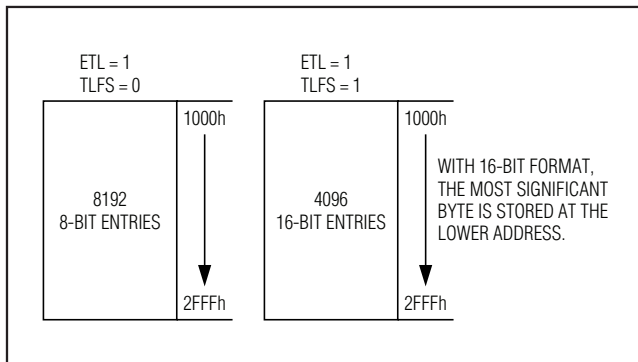 ETL = 1
TLFS = 0
1000h
8192
8-BIT ENTRIES
2FFFh
ETL = 1
TLFS = 1
1000h
4096
16-BIT ENTRIES
2FFFh
WITH 16-BIT FORMAT,
THE MOST SIGNIFICANT
BYTE IS STORED AT THE
LOWER ADDRESS.